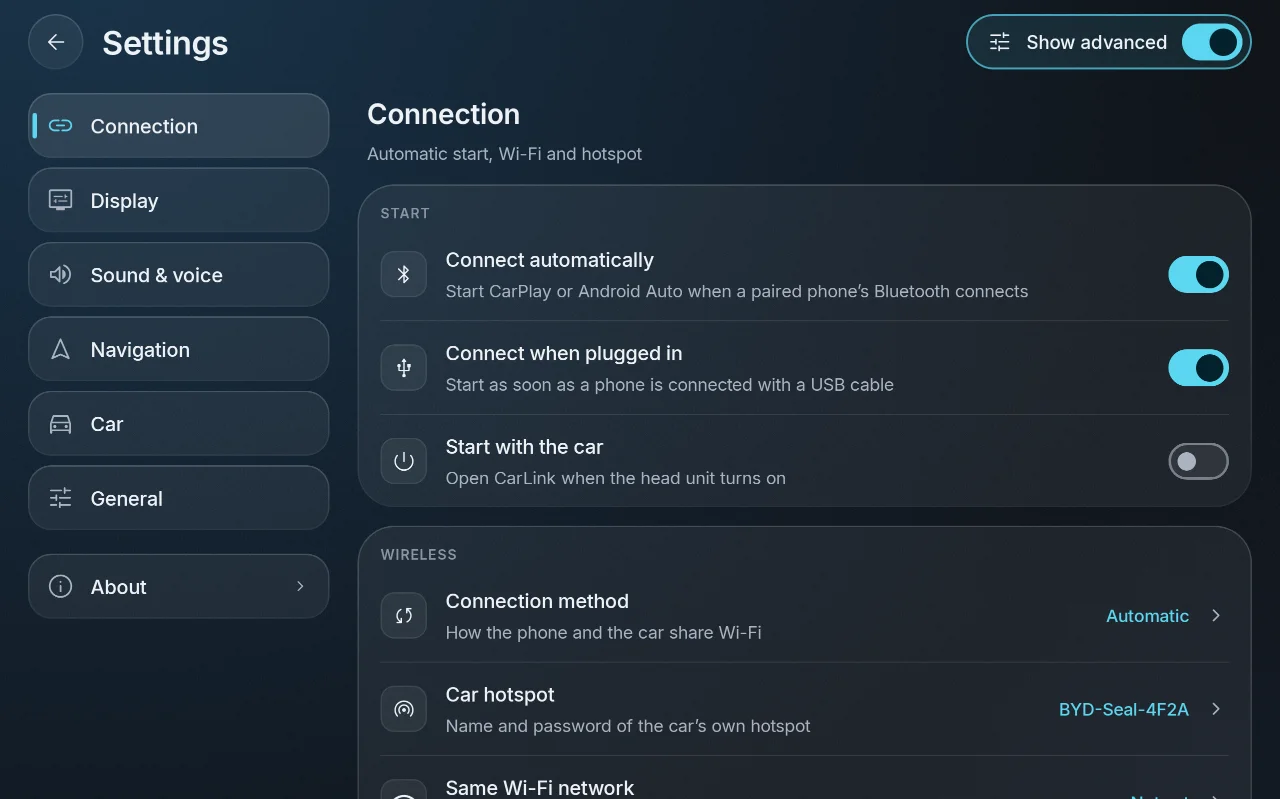 Settings
Show advanced
Connection
Display
Sound & voice
Navigation
Car
General
About
Connection
Automatic start, Wi-Fi and hotspot
START
Connect automatically
Start CarPlay or Android Auto when a paired phone’s Bluetooth connects
Connect when plugged in
Start as soon as a phone is connected with a USB cable
Start with the car
Open CarLink when the head unit turns on
WIRELESS
Connection method
How the phone and the car share Wi-Fi
Automatic
Car hotspot
Name and password of the car’s own hotspot
BYD-Seal-4F2A
Same Wi-Fi network